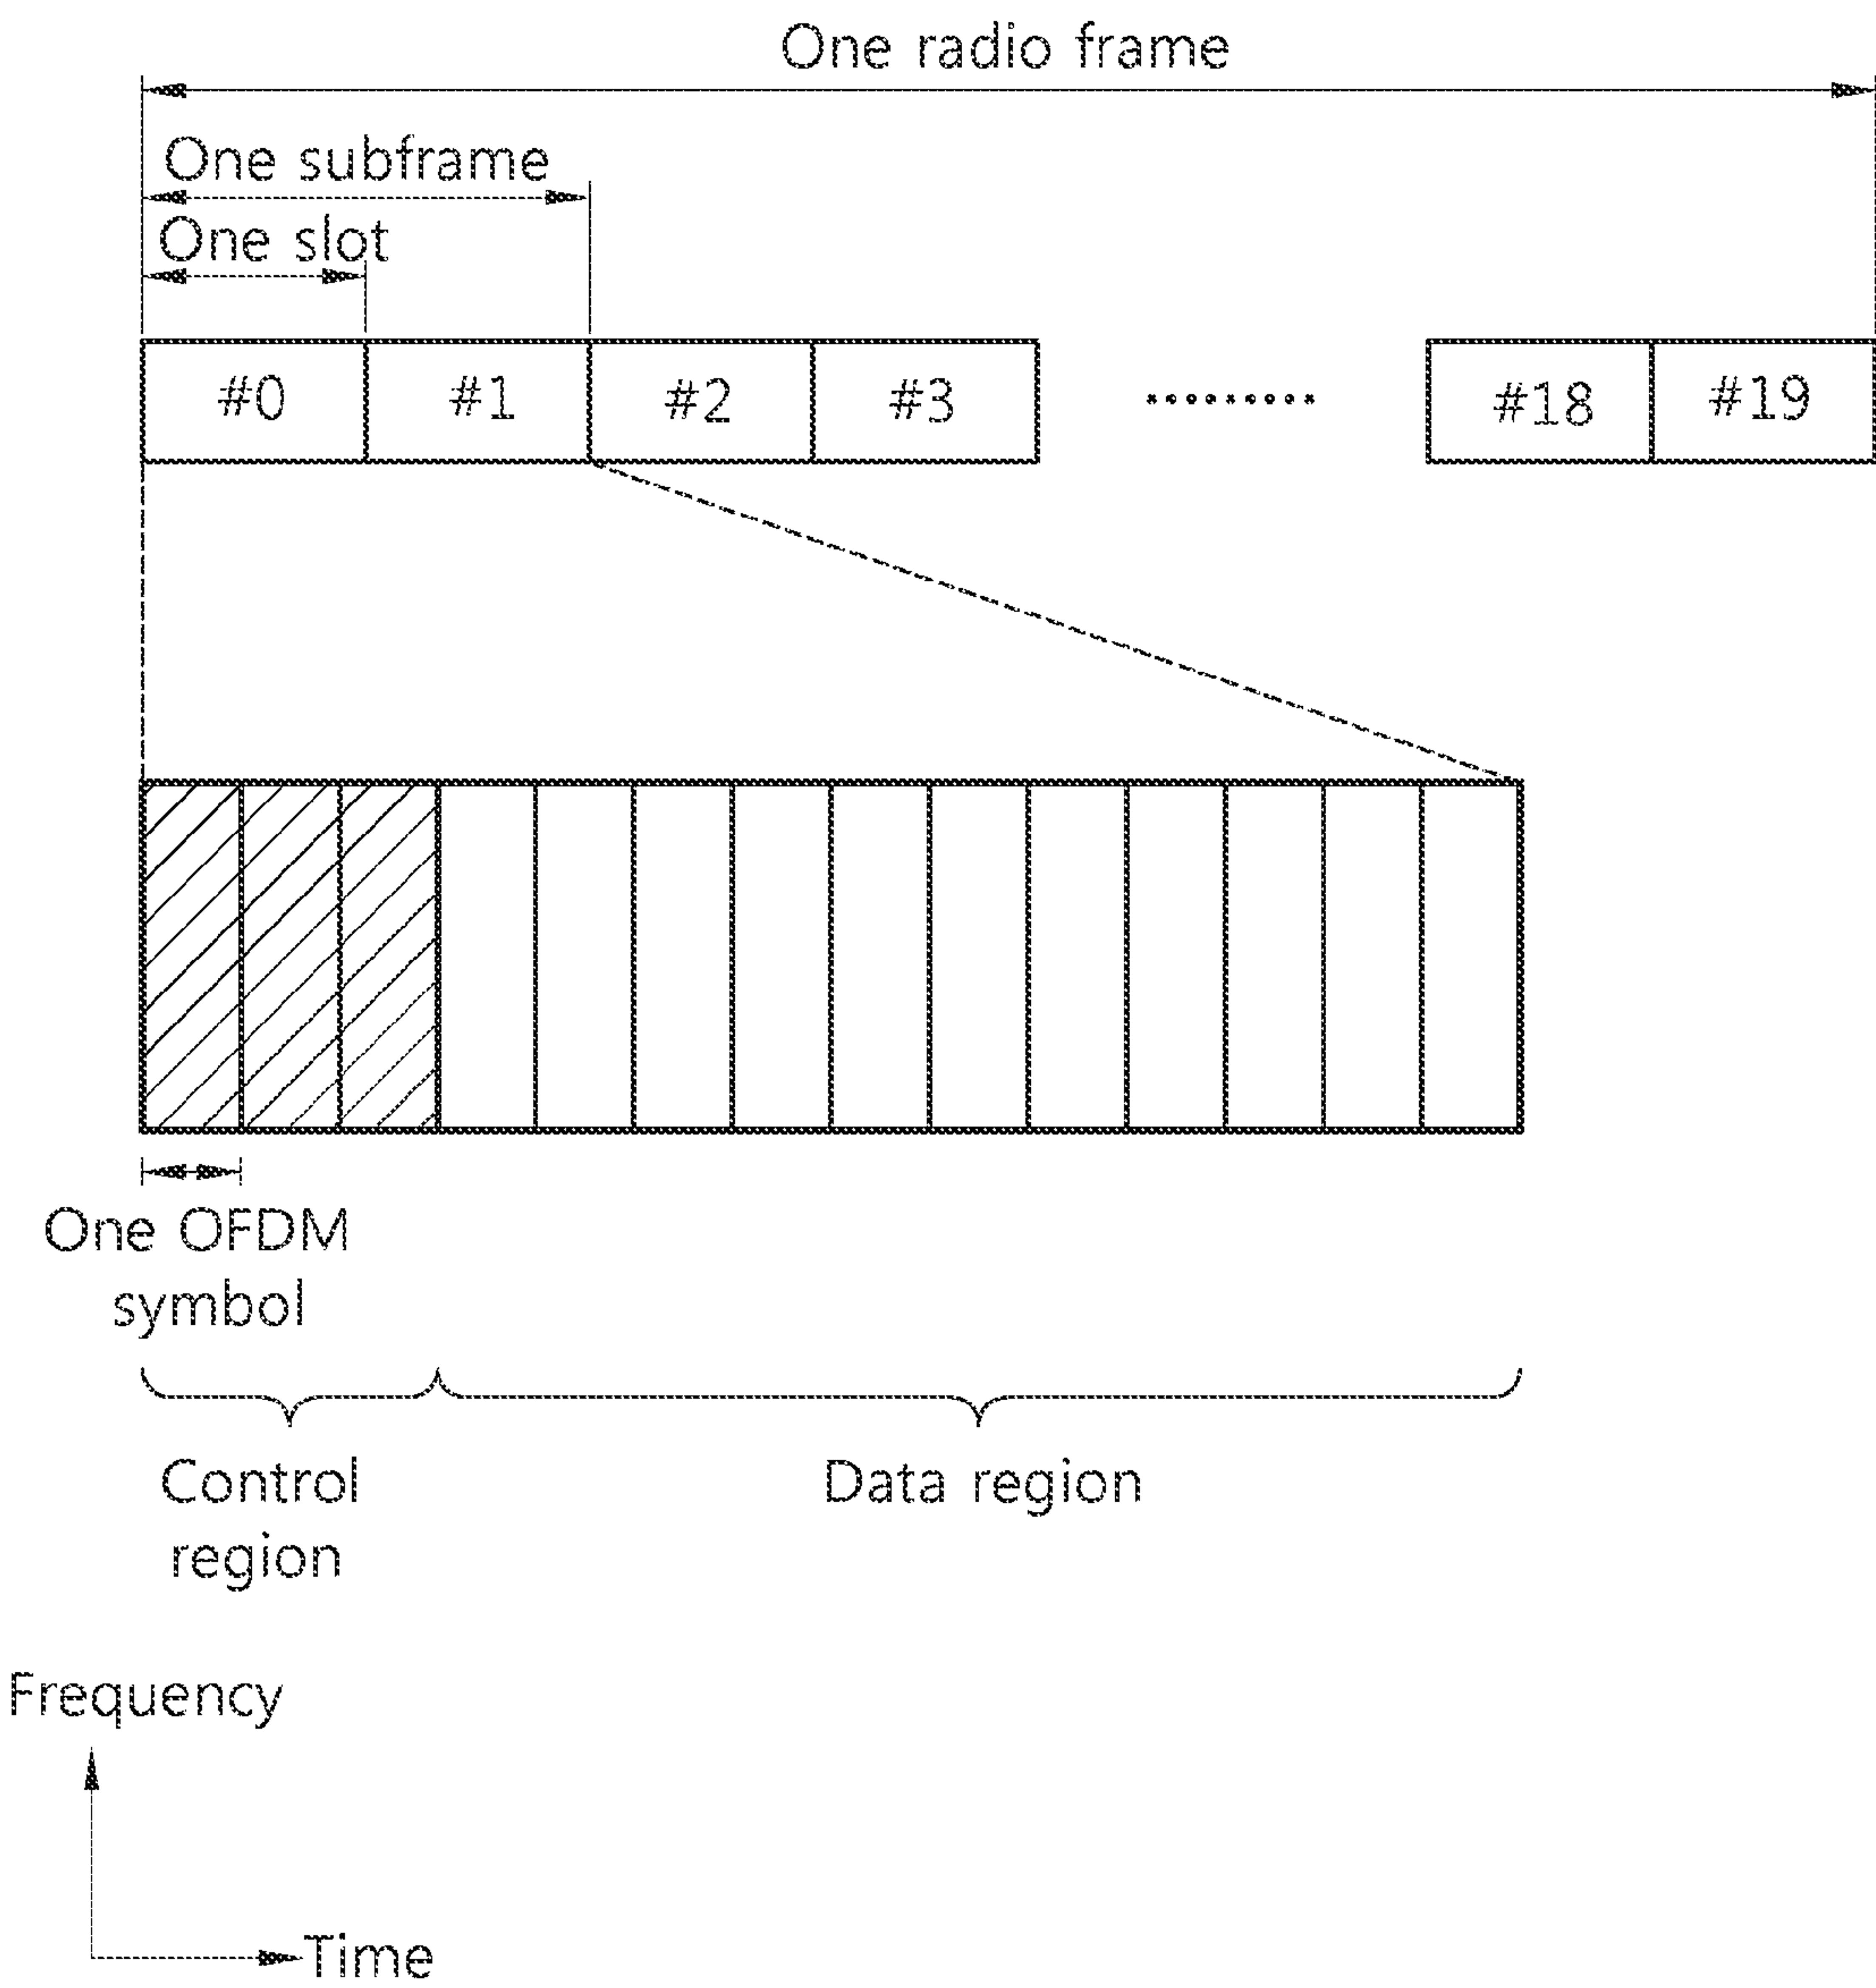 One radio frame
One subframe
One slot
#0 #1 #2 #3 ......... #18 #19
One OFDM
symbol
Control
region
Data region
Frequency
Time